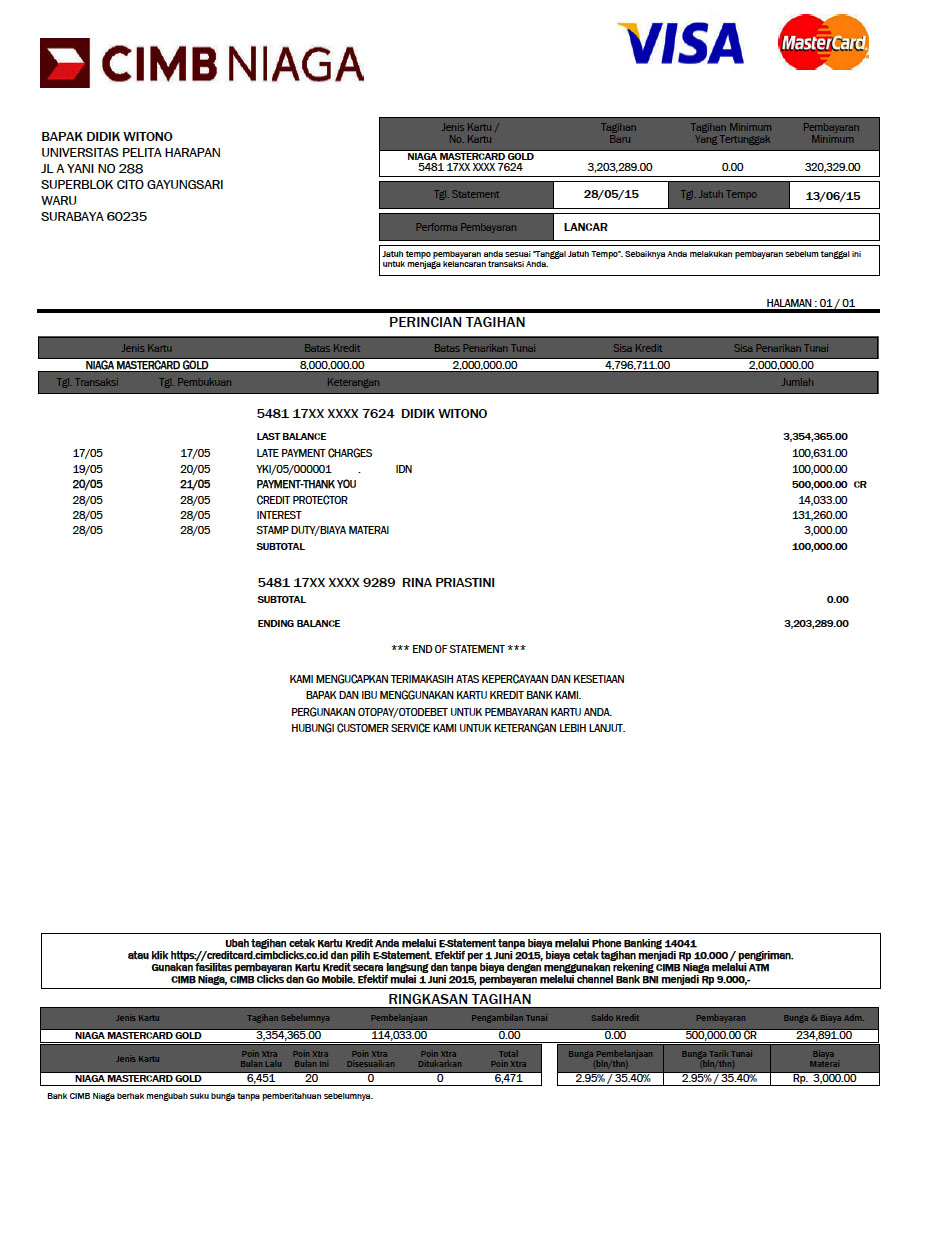 CIMB NIAGA
VISA
MasterCard
BAPAK DIDIK WITONO
UNIVERSITAS PELITA HARAPAN
JL A YANI NO 288
SUPERBLOK CITO GAYUNGSARI
WARU
SURABAYA 60235
Jenis Kartu / No. Kartu Tagihan Baru Tagihan Minimum Yang Tertunggak Pembayaran Minimum
NIAGA MASTERCARD GOLD
5481 17XX XXXX 7624 3,203,289.00 0.00 320,329.00
Tgl. Statement 28/05/15 Tgl. Jatuh Tempo 13/06/15
Performa Pembayaran LANCAR
Jatuh tempo pembayaran anda sesuai "Tanggal Jatuh Tempo". Sebaiknya Anda melakukan pembayaran sebelum tanggal ini
untuk menjaga kelancaran transaksi Anda.
HALAMAN : 01 / 01
PERINCIAN TAGIHAN
Jenis Kartu Batas Kredit Batas Penarikan Tunai Sisa Kredit Sisa Penarikan Tunai
NIAGA MASTERCARD GOLD 8,000,000.00 2,000,000.00 4,796,711.00 2,000,000.00
Tgl. Transaksi Tgl. Pembukuan Keterangan Jumlah
5481 17XX XXXX 7624 DIDIK WITONO
LAST BALANCE 3,354,365.00
17/05 17/05 LATE PAYMENT CHARGES 100,631.00
19/05 20/05 YKI/05/000001 . IDN 100,000.00
20/05 21/05 PAYMENT-THANK YOU 500,000.00 CR
28/05 28/05 CREDIT PROTECTOR 14,033.00
28/05 28/05 INTEREST 131,260.00
28/05 28/05 STAMP DUTY/BIAYA MATERAI 3,000.00
SUBTOTAL 100,000.00
5481 17XX XXXX 9289 RINA PRIASTINI
SUBTOTAL 0.00
ENDING BALANCE 3,203,289.00
*** END OF STATEMENT ***
KAMI MENGUCAPKAN TERIMAKASIH ATAS KEPERCAYAAN DAN KESETIAAN
BAPAK DAN IBU MENGGUNAKAN KARTU KREDIT BANK KAMI.
PERGUNAKAN OTOPAY/OTODEBET UNTUK PEMBAYARAN KARTU ANDA.
HUBUNGI CUSTOMER SERVICE KAMI UNTUK KETERANGAN LEBIH LANJUT.
Ubah tagihan cetak Kartu Kredit Anda melalui E-Statement tanpa biaya melalui Phone Banking 14041
atau klik https://creditcard.cimbclicks.co.id dan pilih E-Statement. Efektif per 1 Juni 2015, biaya cetak tagihan menjadi Rp 10.000 / pengiriman.
Gunakan fasilitas pembayaran Kartu Kredit secara langsung dan tanpa biaya dengan menggunakan rekening CIMB Niaga melalui ATM
CIMB Niaga, CIMB Clicks dan Go Mobile. Efektif mulai 1 Juni 2015, pembayaran melalui channel Bank BNI menjadi Rp 9.000,-
RINGKASAN TAGIHAN
Jenis Kartu Tagihan Sebelumnya Pembelanjaan Pengambilan Tunai Saldo Kredit Pembayaran Bunga & Biaya Adm.
NIAGA MASTERCARD GOLD 3,354,365.00 114,033.00 0.00 0.00 500,000.00 CR 234,891.00
Jenis Kartu Poin Xtra Bulan Lalu Poin Xtra Bulan Ini Poin Xtra Disesuaikan Poin Xtra Ditukarkan Total Poin Xtra Bunga Pembelanjaan (bln/thn) Bunga Tarik Tunai (bln/thn) Biaya Materai
NIAGA MASTERCARD GOLD 6,451 20 0 0 6,471 2.95% / 35.40% 2.95% / 35.40% Rp. 3,000.00
Bank CIMB Niaga berhak mengubah suku bunga tanpa pemberitahuan sebelumnya.